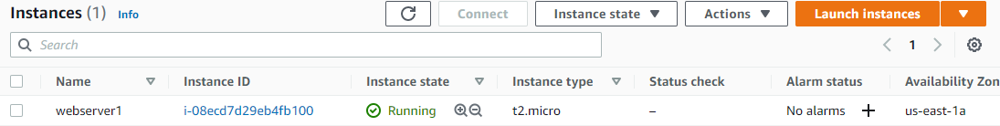 Instances (1) Info Connect Instance state Actions Launch instances
Search 1
Name Instance ID Instance state Instance type Status check Alarm status Availability Zon
webserver1 i-08ecd7d29eb4fb100 Running t2.micro – No alarms + us-east-1a